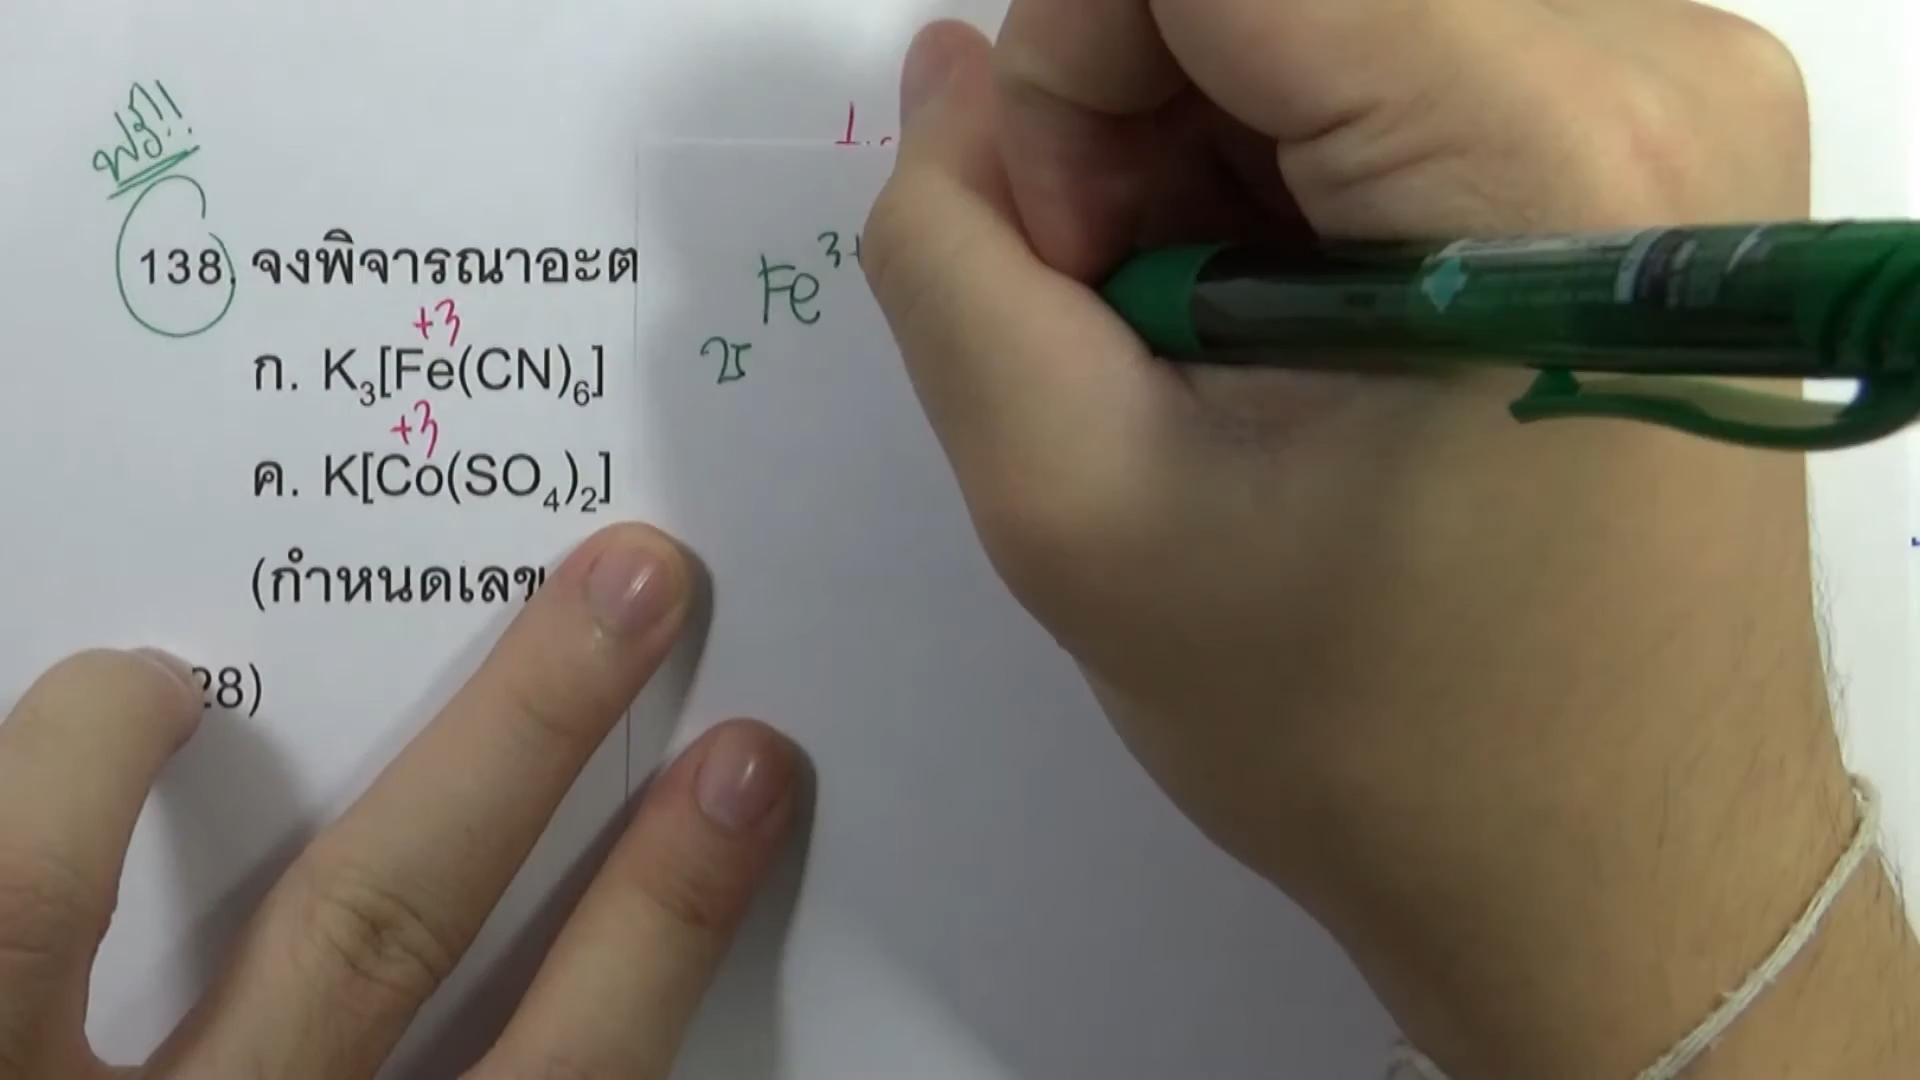 ฟรี!!
1..
138. จงพิจารณาอะต
Fe3+
+3
ก. K3[Fe(CN)6]
+3
ค. K[Co(SO4)2]
(กำหนดเลข
28)